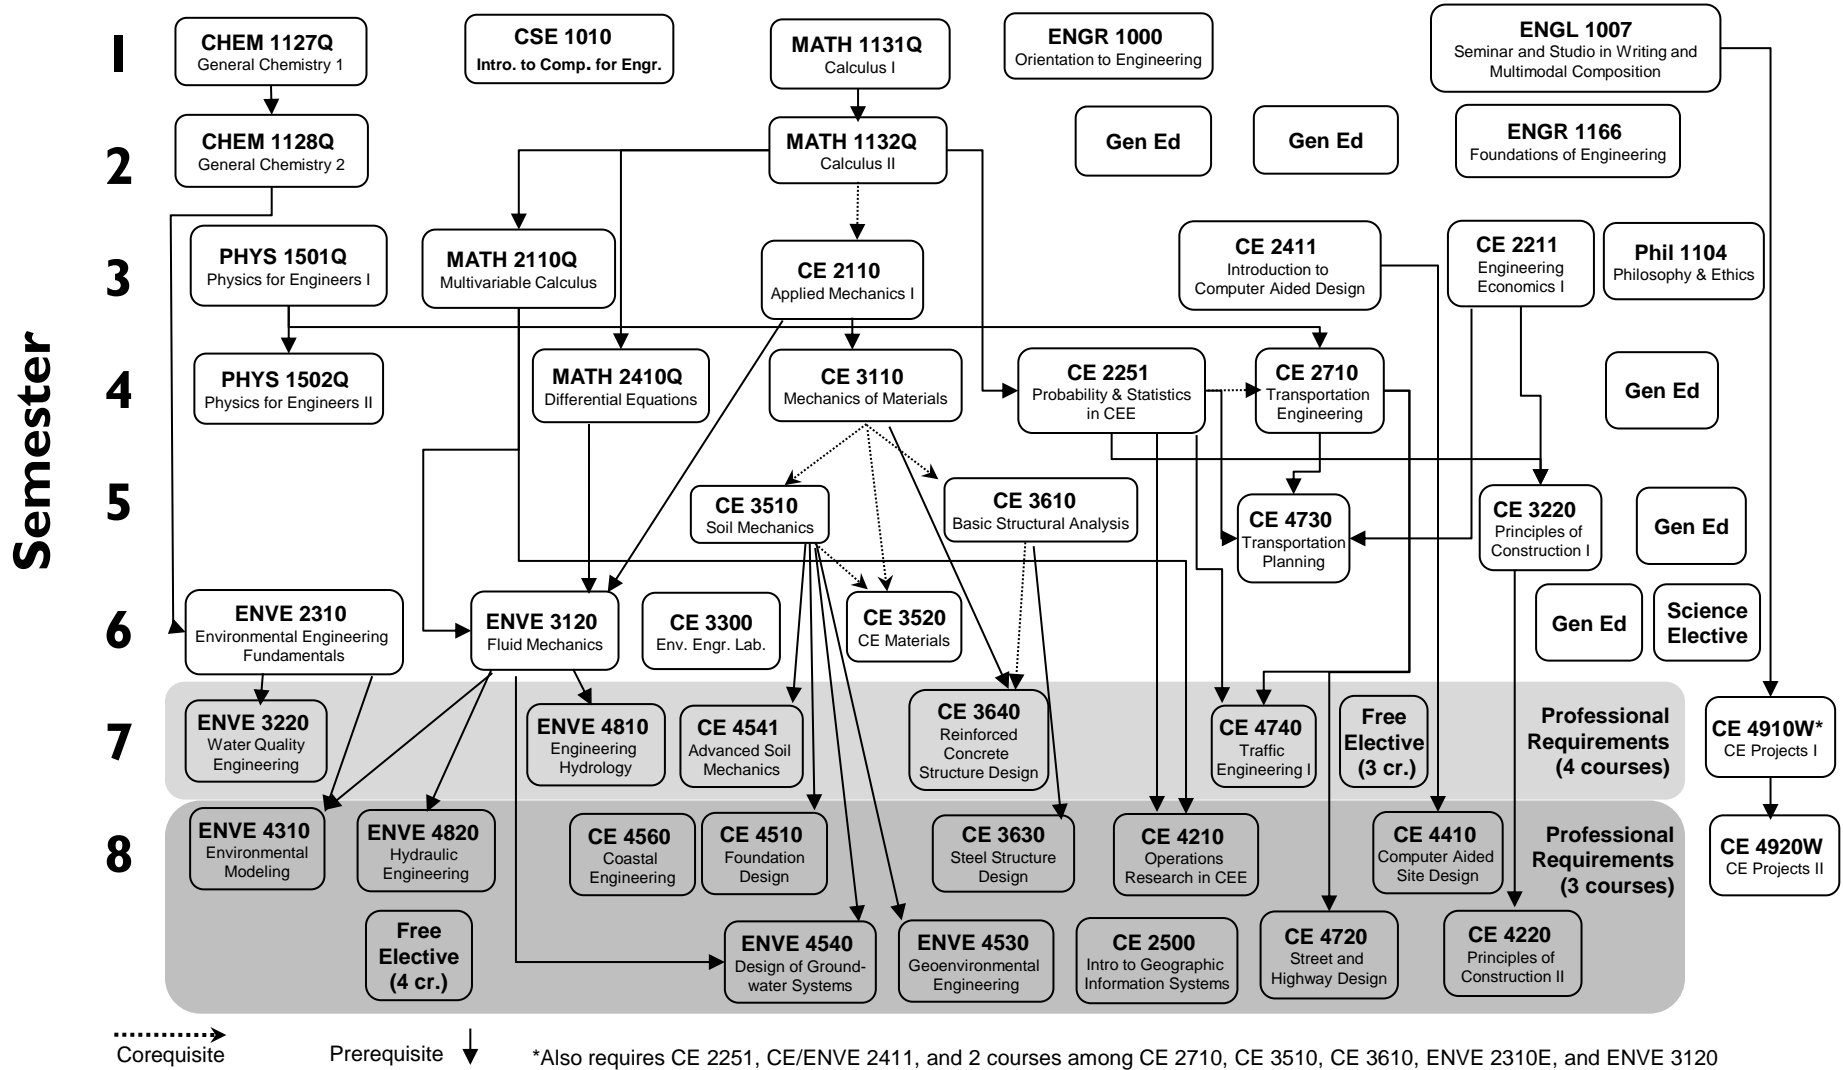 Semester
1
CHEM 1127Q
General Chemistry 1
CSE 1010
Intro. to Comp. for Engr.
MATH 1131Q
Calculus I
ENGR 1000
Orientation to Engineering
ENGL 1007
Seminar and Studio in Writing and
Multimodal Composition
2
CHEM 1128Q
General Chemistry 2
MATH 1132Q
Calculus II
Gen Ed
Gen Ed
ENGR 1166
Foundations of Engineering
3
PHYS 1501Q
Physics for Engineers I
MATH 2110Q
Multivariable Calculus
CE 2110
Applied Mechanics I
CE 2411
Introduction to
Computer Aided Design
CE 2211
Engineering
Economics I
Phil 1104
Philosophy & Ethics
4
PHYS 1502Q
Physics for Engineers II
MATH 2410Q
Differential Equations
CE 3110
Mechanics of Materials
CE 2251
Probability & Statistics
in CEE
CE 2710
Transportation
Engineering
Gen Ed
5
CE 3510
Soil Mechanics
CE 3610
Basic Structural Analysis
CE 4730
Transportation
Planning
CE 3220
Principles of
Construction I
Gen Ed
6
ENVE 2310
Environmental Engineering
Fundamentals
ENVE 3120
Fluid Mechanics
CE 3300
Env. Engr. Lab.
CE 3520
CE Materials
Gen Ed
Science
Elective
7
ENVE 3220
Water Quality
Engineering
ENVE 4810
Engineering
Hydrology
CE 4541
Advanced Soil
Mechanics
CE 3640
Reinforced
Concrete
Structure Design
CE 4740
Traffic
Engineering I
Free
Elective
(3 cr.)
Professional
Requirements
(4 courses)
CE 4910W*
CE Projects I
8
ENVE 4310
Environmental
Modeling
ENVE 4820
Hydraulic
Engineering
CE 4560
Coastal
Engineering
CE 4510
Foundation
Design
CE 3630
Steel Structure
Design
CE 4210
Operations
Research in CEE
CE 4410
Computer Aided
Site Design
Professional
Requirements
(3 courses)
CE 4920W
CE Projects II
Free
Elective
(4 cr.)
ENVE 4540
Design of Ground-
water Systems
ENVE 4530
Geoenvironmental
Engineering
CE 2500
Intro to Geographic
Information Systems
CE 4720
Street and
Highway Design
CE 4220
Principles of
Construction II
Corequisite
Prerequisite
*Also requires CE 2251, CE/ENVE 2411, and 2 courses among CE 2710, CE 3510, CE 3610, ENVE 2310E, and ENVE 3120